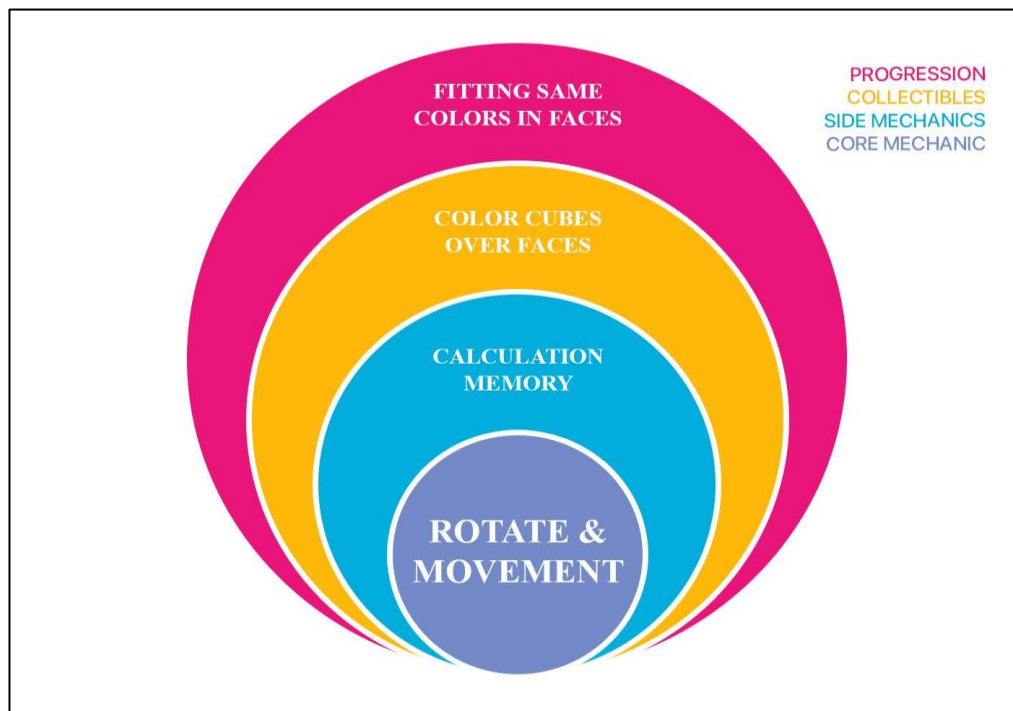 FITTING SAME
COLORS IN FACES
COLOR CUBES
OVER FACES
CALCULATION
MEMORY
ROTATE &
MOVEMENT
PROGRESSION
COLLECTIBLES
SIDE MECHANICS
CORE MECHANIC